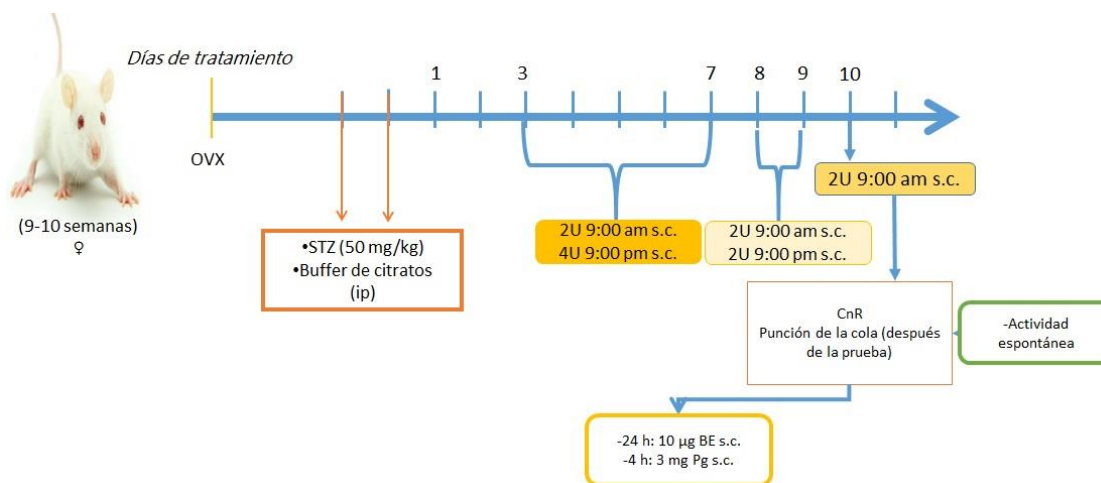 Días de tratamiento
1
3
7
8
9
10
OVX
(9-10 semanas)
♀
2U 9:00 am s.c.
•STZ (50 mg/kg)
•Buffer de citratos
(ip)
2U 9:00 am s.c.
4U 9:00 pm s.c.
2U 9:00 am s.c.
2U 9:00 pm s.c.
CnR
Punción de la cola (después
de la prueba)
-Actividad
espontánea
-24 h: 10 µg BE s.c.
-4 h: 3 mg Pg s.c.